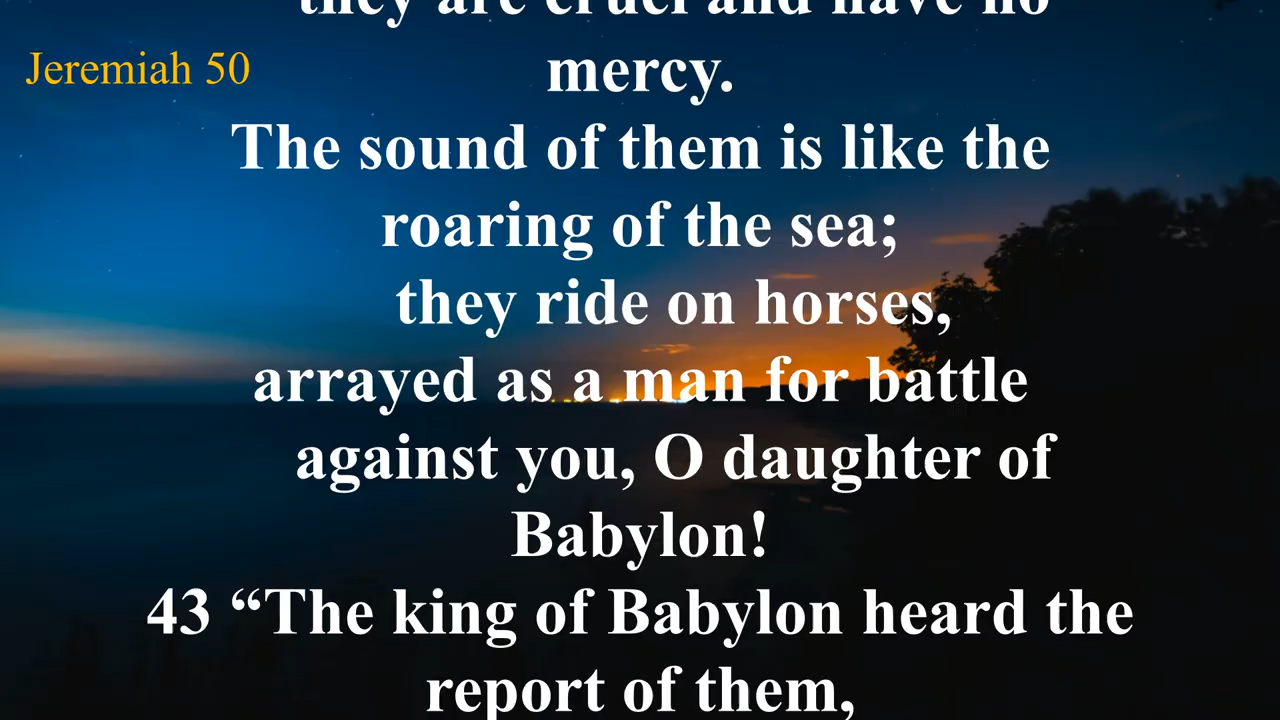 they are cruel and have no
Jeremiah 50
mercy.
The sound of them is like the
roaring of the sea;
they ride on horses,
arrayed as a man for battle
against you, O daughter of
Babylon!
43 “The king of Babylon heard the
report of them,